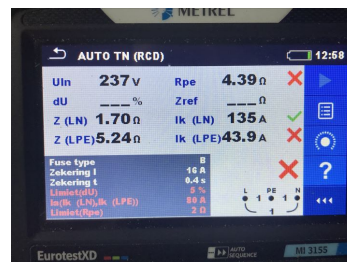 METREL
AUTO TN (RCD) 12:58
Uln 237 V Rpe 4.39 Ω
dU ___% Zref ___Ω
Z (LN) 1.70 Ω Ik (LN) 135 A
Z (LPE) 5.24 Ω Ik (LPE) 43.9 A
Fuse type B
Zekering I 16 A
Zekering t 0.4 s
Limiet(dU) 5 %
Ia(Ik (LN),Ik (LPE)) 80 A
Limiet(Rpe) 2 Ω
L PE N
1 1
1
?
EurotestXD AUTO SEQUENCE MI 3155